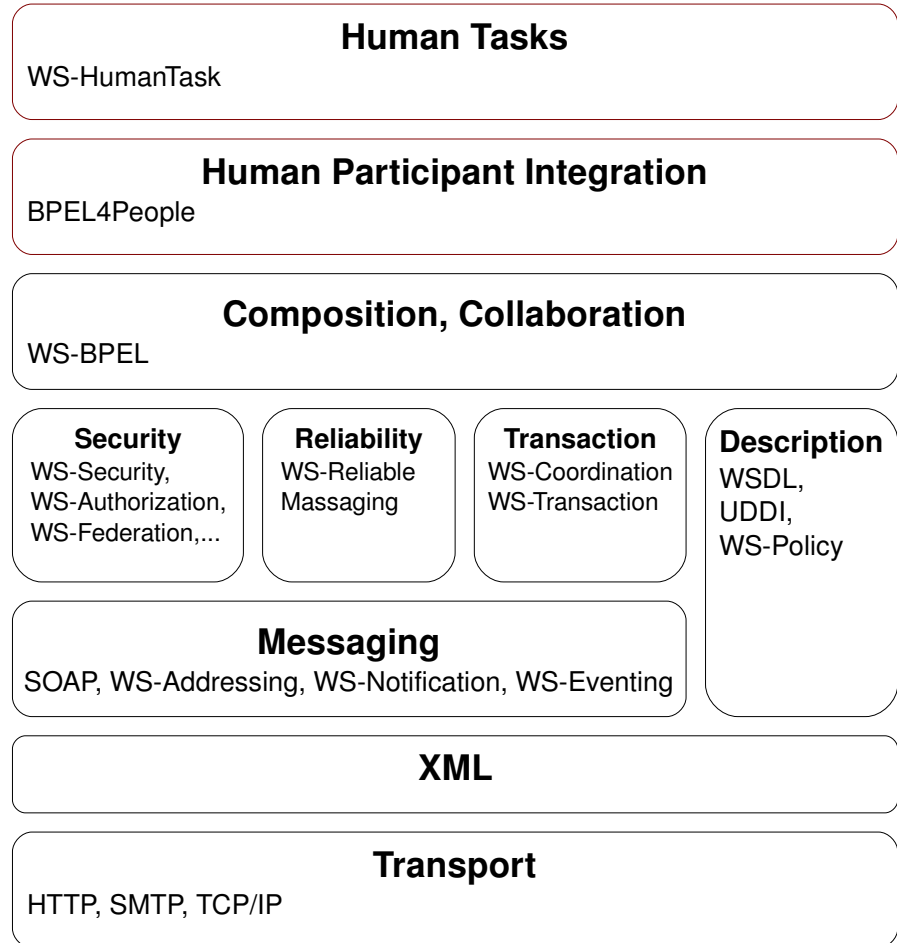 Human Tasks
WS-HumanTask
Human Participant Integration
BPEL4People
Composition, Collaboration
WS-BPEL
Security
WS-Security,
WS-Authorization,
WS-Federation,...
Reliability
WS-Reliable
Massaging
Transaction
WS-Coordination
WS-Transaction
Description
WSDL,
UDDI,
WS-Policy
Messaging
SOAP, WS-Addressing, WS-Notification, WS-Eventing
XML
Transport
HTTP, SMTP, TCP/IP